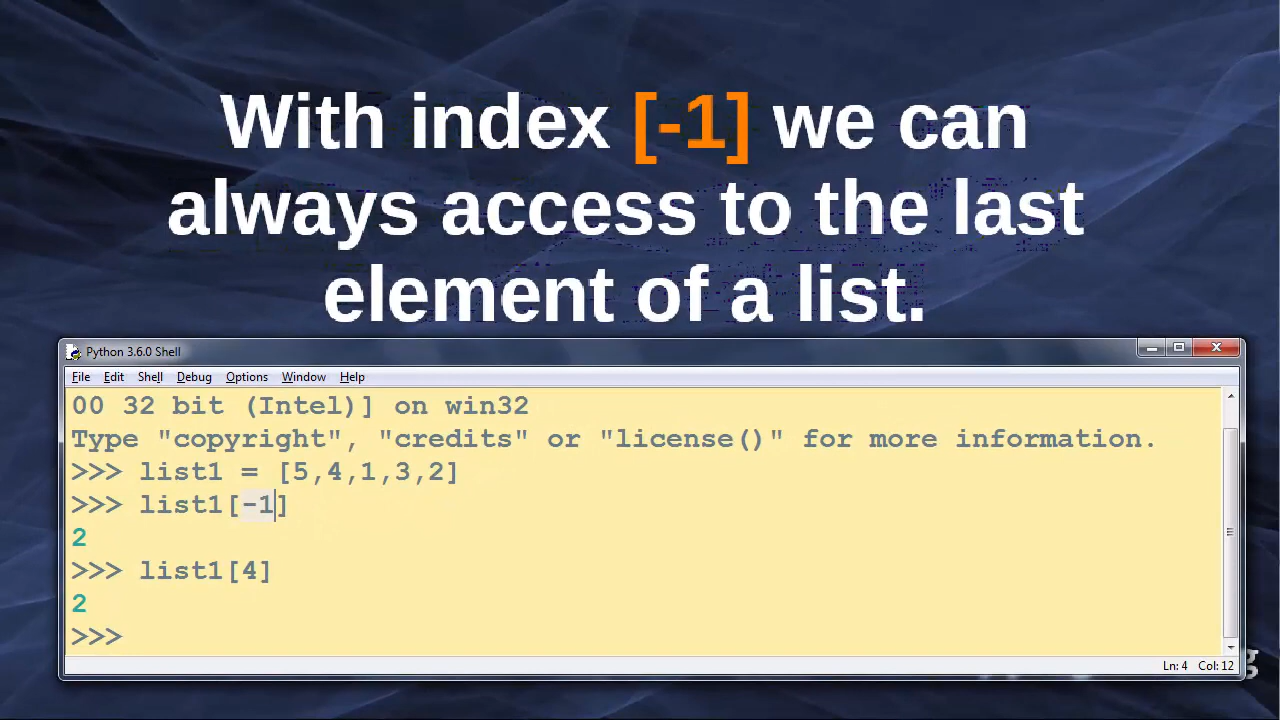 With index [-1] we can
always access to the last
element of a list.
Python 3.6.0 Shell
File Edit Shell Debug Options Window Help
00 32 bit (Intel)] on win32
Type "copyright", "credits" or "license()" for more information.
>>> list1 = [5,4,1,3,2]
>>> list1[-1]
2
>>> list1[4]
2
>>>
Ln: 4 Col: 12